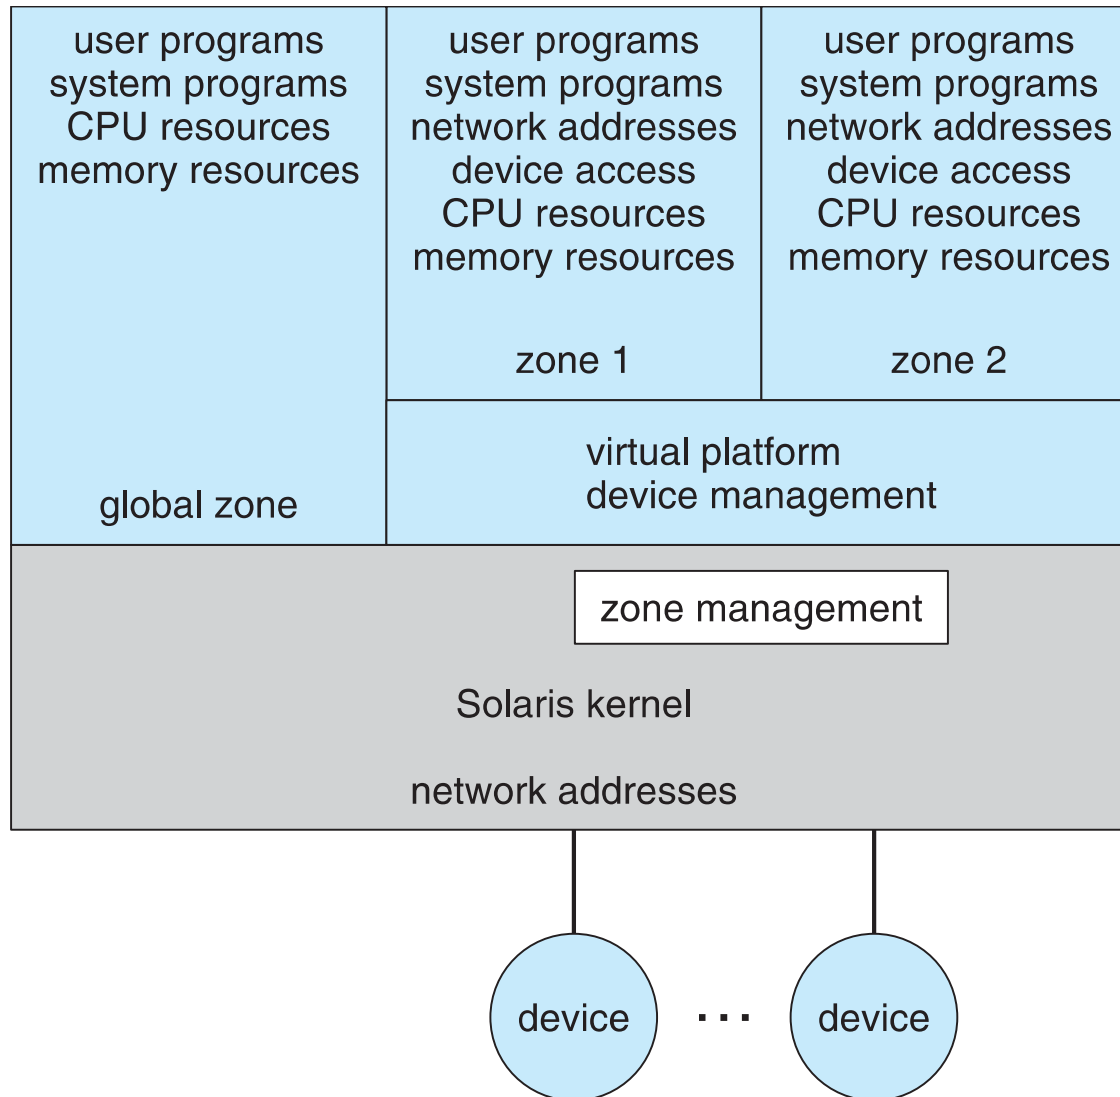 user programs
system programs
CPU resources
memory resources
global zone
user programs
system programs
network addresses
device access
CPU resources
memory resources
zone 1
user programs
system programs
network addresses
device access
CPU resources
memory resources
zone 2
virtual platform
device management
zone management
Solaris kernel
network addresses
device
...
device